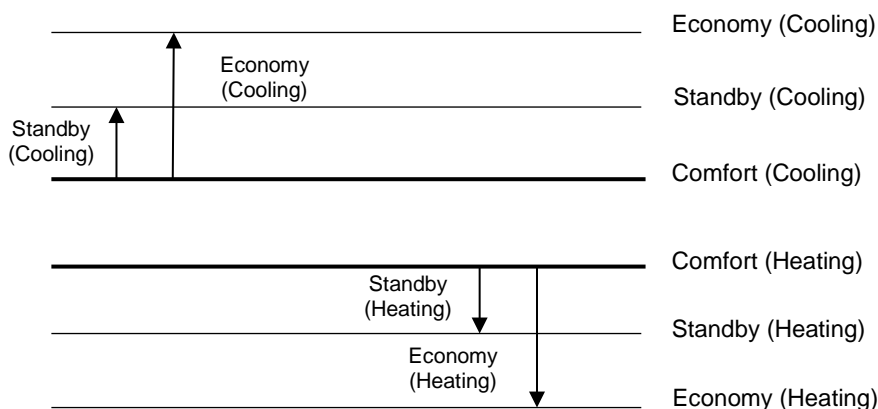 Economy (Cooling)
Economy
(Cooling)
Standby (Cooling)
Standby
(Cooling)
Comfort (Cooling)
Comfort (Heating)
Standby
(Heating)
Standby (Heating)
Economy
(Heating)
Economy (Heating)